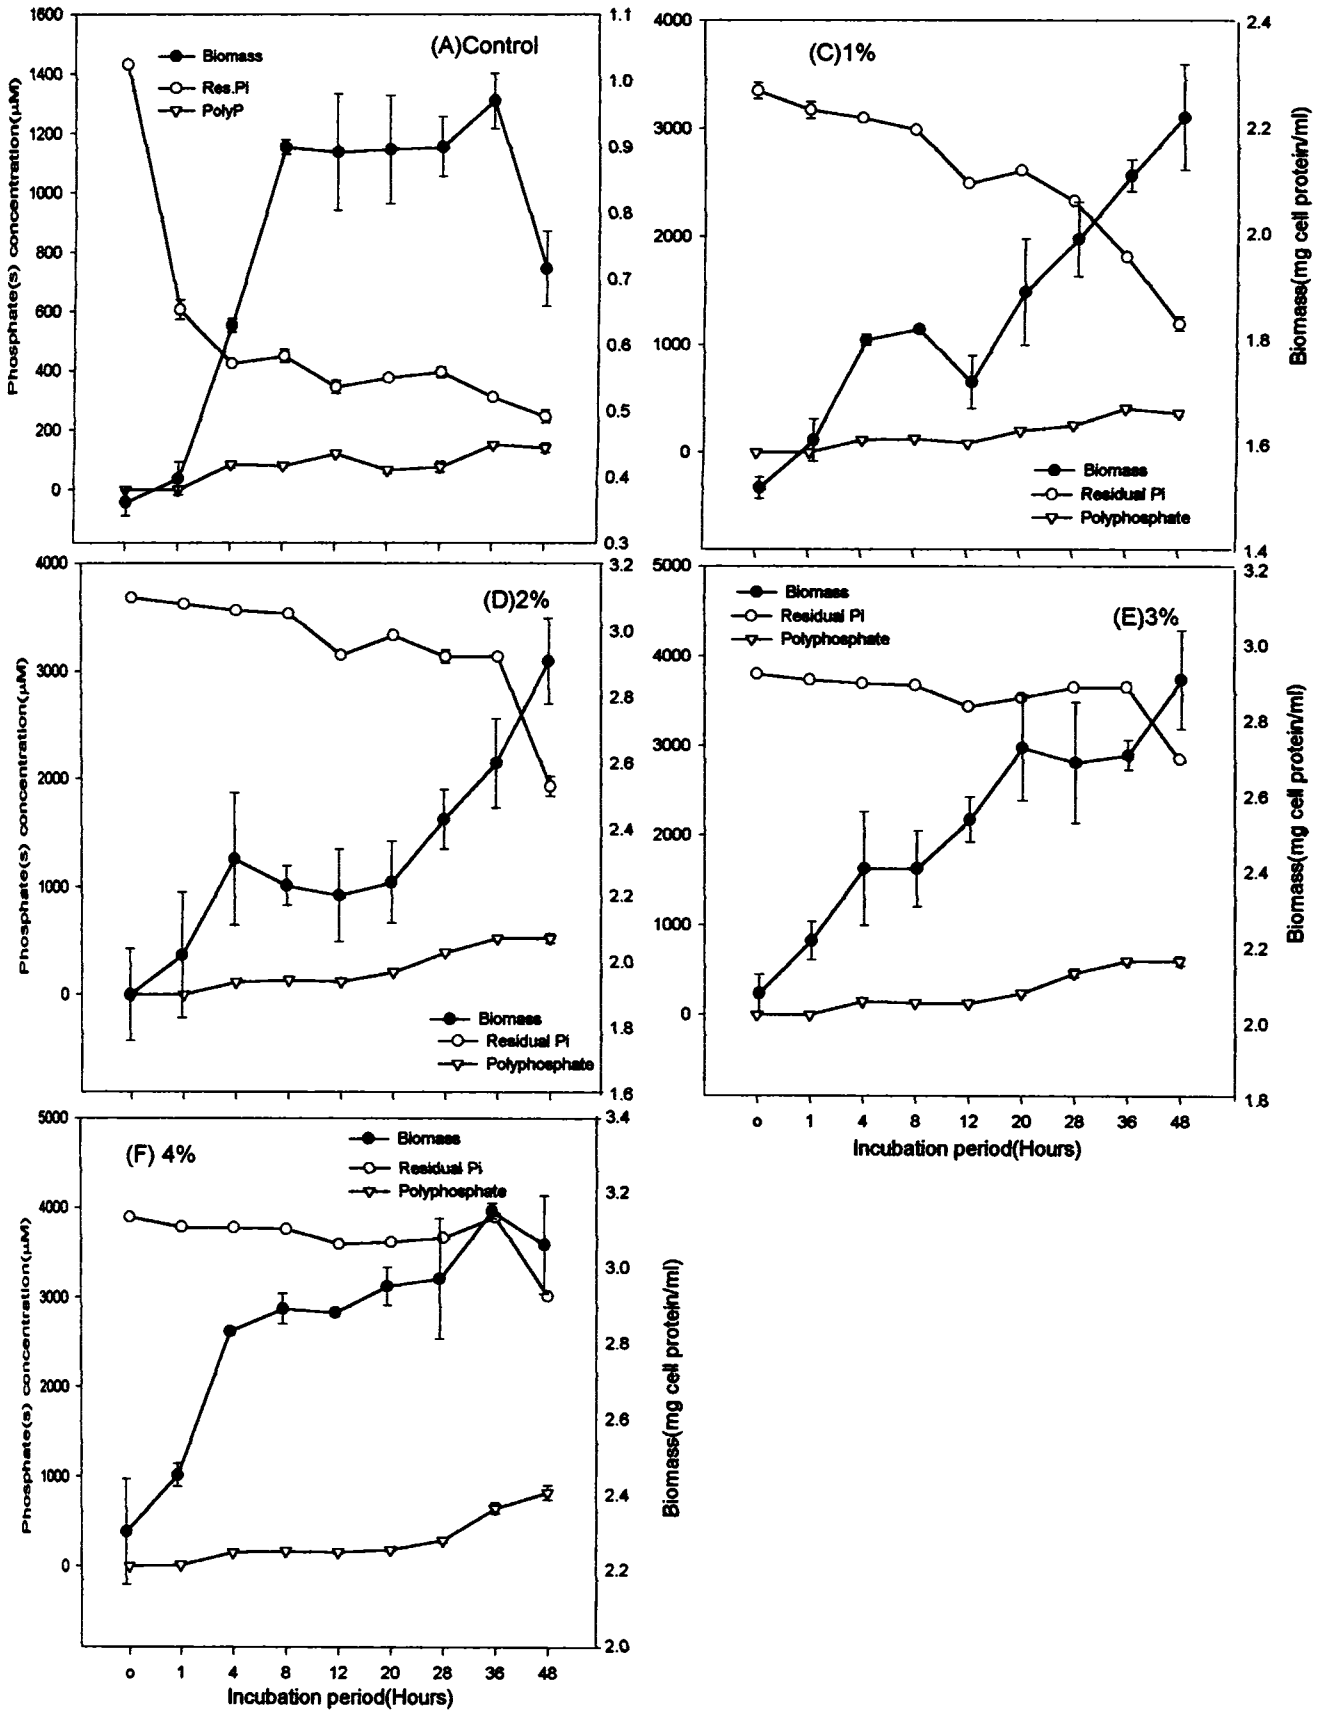 (A)Control
Biomass
Res.Pi
PolyP
Phosphate(s) concentration(µM)
1600
1400
1200
1000
800
600
400
200
0
1.1
1.0
0.9
0.8
0.7
0.6
0.5
0.4
0.3
(C)1%
4000
3000
2000
1000
0
2.4
2.2
2.0
1.8
1.6
1.4
Biomass(mg cell protein/ml)
Biomass
Residual Pi
Polyphosphate
(D)2%
Phosphate(s) concentration(µM)
4000
3000
2000
1000
0
3.2
3.0
2.8
2.6
2.4
2.2
2.0
1.8
1.6
Biomass
Residual Pi
Polyphosphate
(E)3%
Biomass
Residual Pi
Polyphosphate
5000
4000
3000
2000
1000
0
3.2
3.0
2.8
2.6
2.4
2.2
2.0
1.8
Biomass(mg cell protein/ml)
0 1 4 8 12 20 28 36 48
Incubation period(Hours)
(F) 4%
Biomass
Residual Pi
Polyphosphate
Phosphate(s) concentration(µM)
5000
4000
3000
2000
1000
0
3.4
3.2
3.0
2.8
2.6
2.4
2.2
2.0
Biomass(mg cell protein/ml)
0 1 4 8 12 20 28 36 48
Incubation period(Hours)